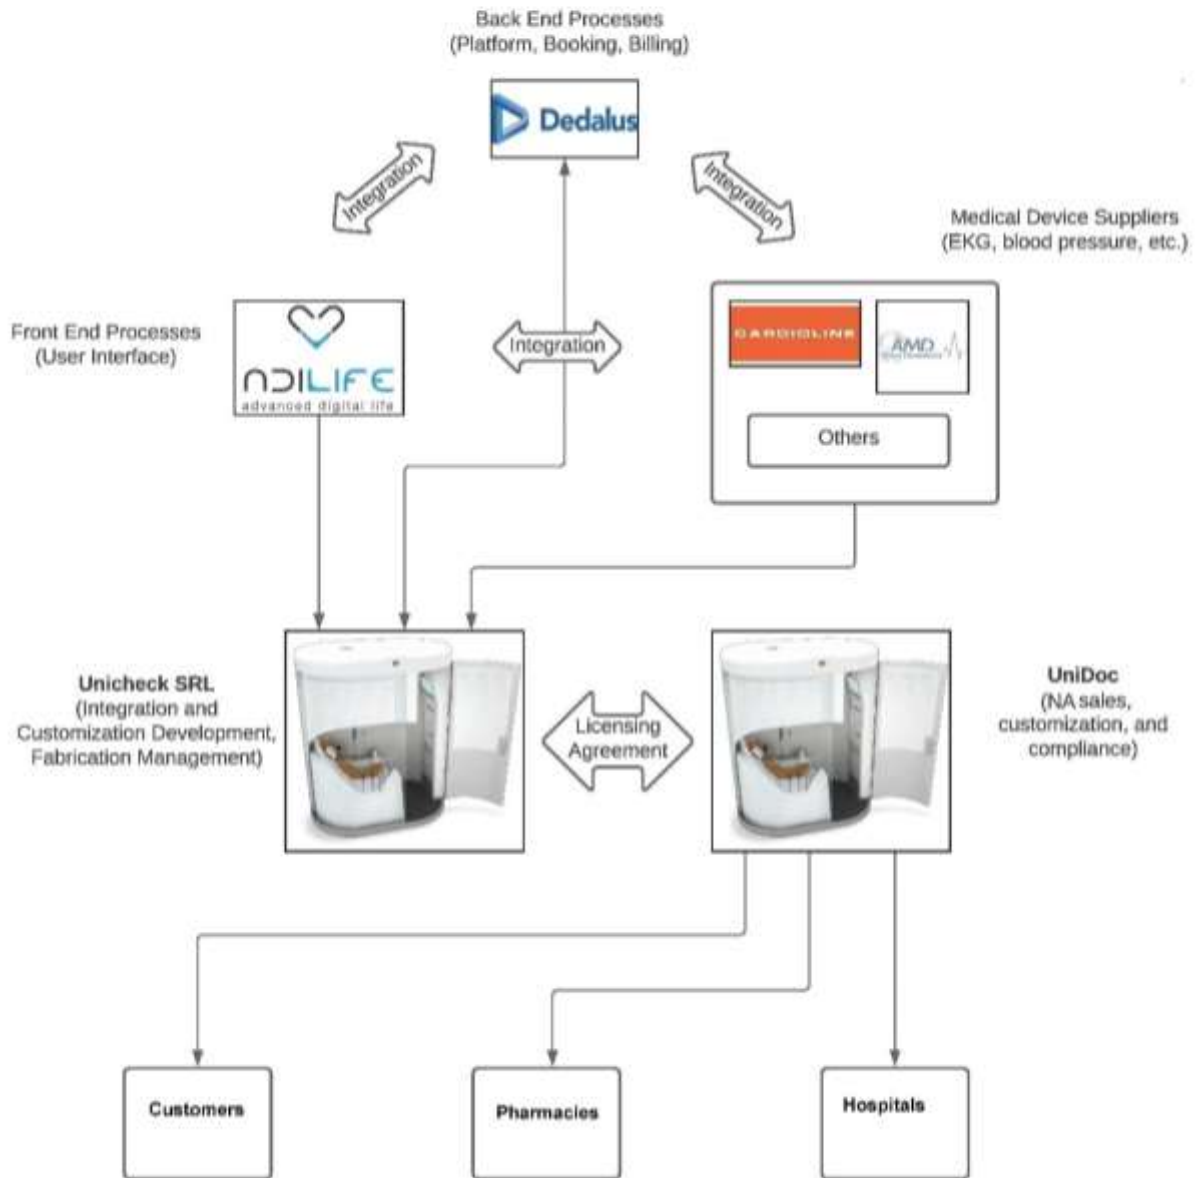 Back End Processes
(Platform, Booking, Billing)
Dedalus
Integration
Integration
Medical Device Suppliers
(EKG, blood pressure, etc.)
Front End Processes
(User Interface)
Integration
CARDIOLINE
AMD
Others
ADILIFE
advanced digital life
Unicheck SRL
(Integration and
Customization Development,
Fabrication Management)
Licensing
Agreement
UniDoc
(NA sales,
customization, and
compliance)
Customers
Pharmacies
Hospitals